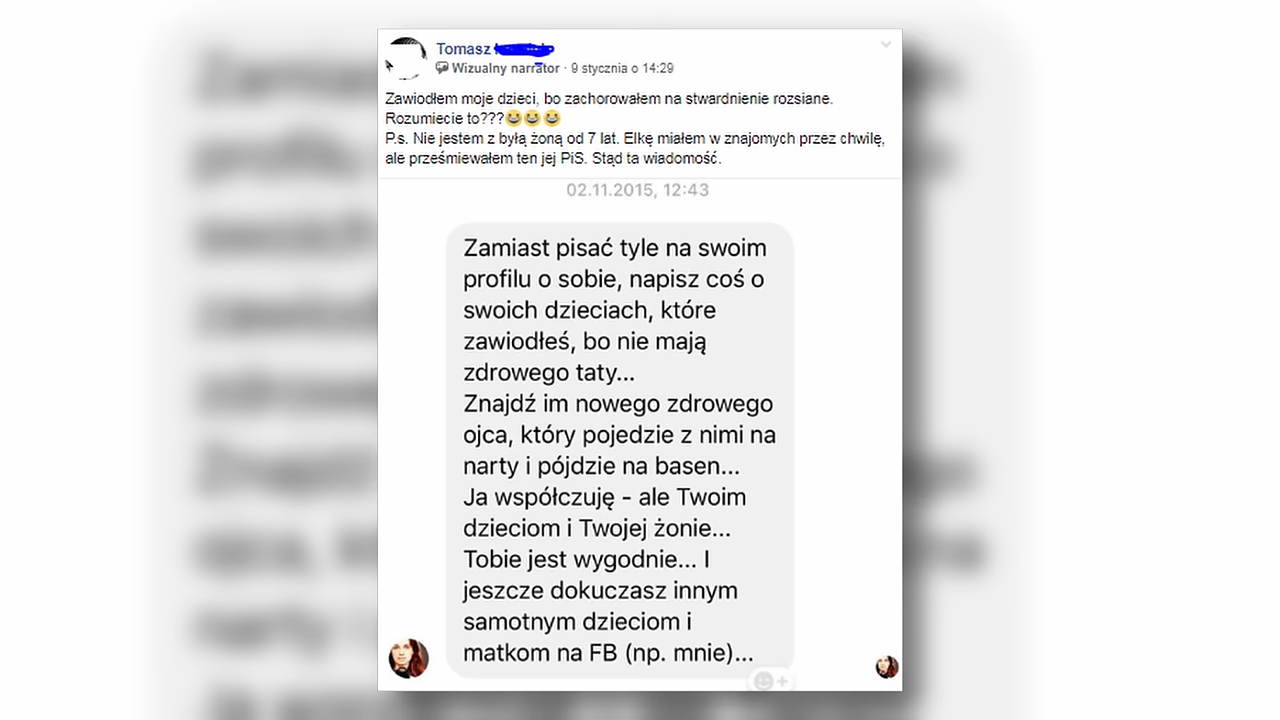 Tomasz
Wizualny narrator · 9 stycznia o 14:29
Zawiodłem moje dzieci, bo zachorowałem na stwardnienie rozsiane.
Rozumiecie to???😀😀😀
P.s. Nie jestem z byłą żoną od 7 lat. Elkę miałem w znajomych przez chwilę,
ale prześmiewałem ten jej PiS. Stąd ta wiadomość.
02.11.2015, 12:43
Zamiast pisać tyle na swoim
profilu o sobie, napisz coś o
swoich dzieciach, które
zawiodłeś, bo nie mają
zdrowego taty...
Znajdź im nowego zdrowego
ojca, który pojedzie z nimi na
narty i pójdzie na basen...
Ja współczuję - ale Twoim
dzieciom i Twojej żonie...
Tobie jest wygodnie... I
jeszcze dokuczasz innym
samotnym dzieciom i
matkom na FB (np. mnie)...